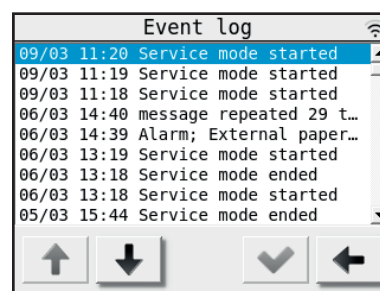 Event log
09/03 11:20 Service mode started
09/03 11:19 Service mode started
09/03 11:18 Service mode started
06/03 14:40 message repeated 29 t…
06/03 14:39 Alarm; External paper…
06/03 13:19 Service mode started
06/03 13:18 Service mode ended
06/03 13:18 Service mode started
05/03 15:44 Service mode ended